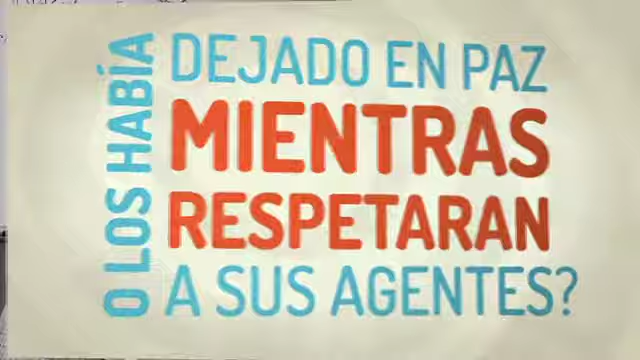 O LOS HABÍA
DEJADO EN PAZ
MIENTRAS
RESPETARAN
A SUS AGENTES?